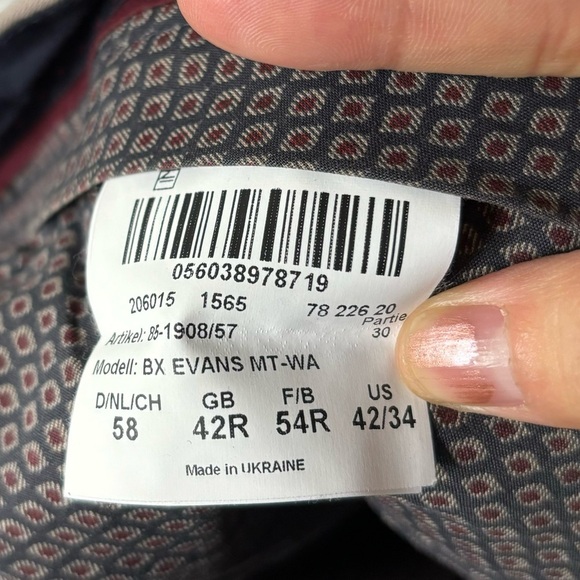 056038978719
206015 1565 78 226 20
Partie
Artikel: 85-1908/57 30
Modell: BX EVANS MT-WA
D/NL/CH GB F/B US
58 42R 54R 42/34
Made in UKRAINE